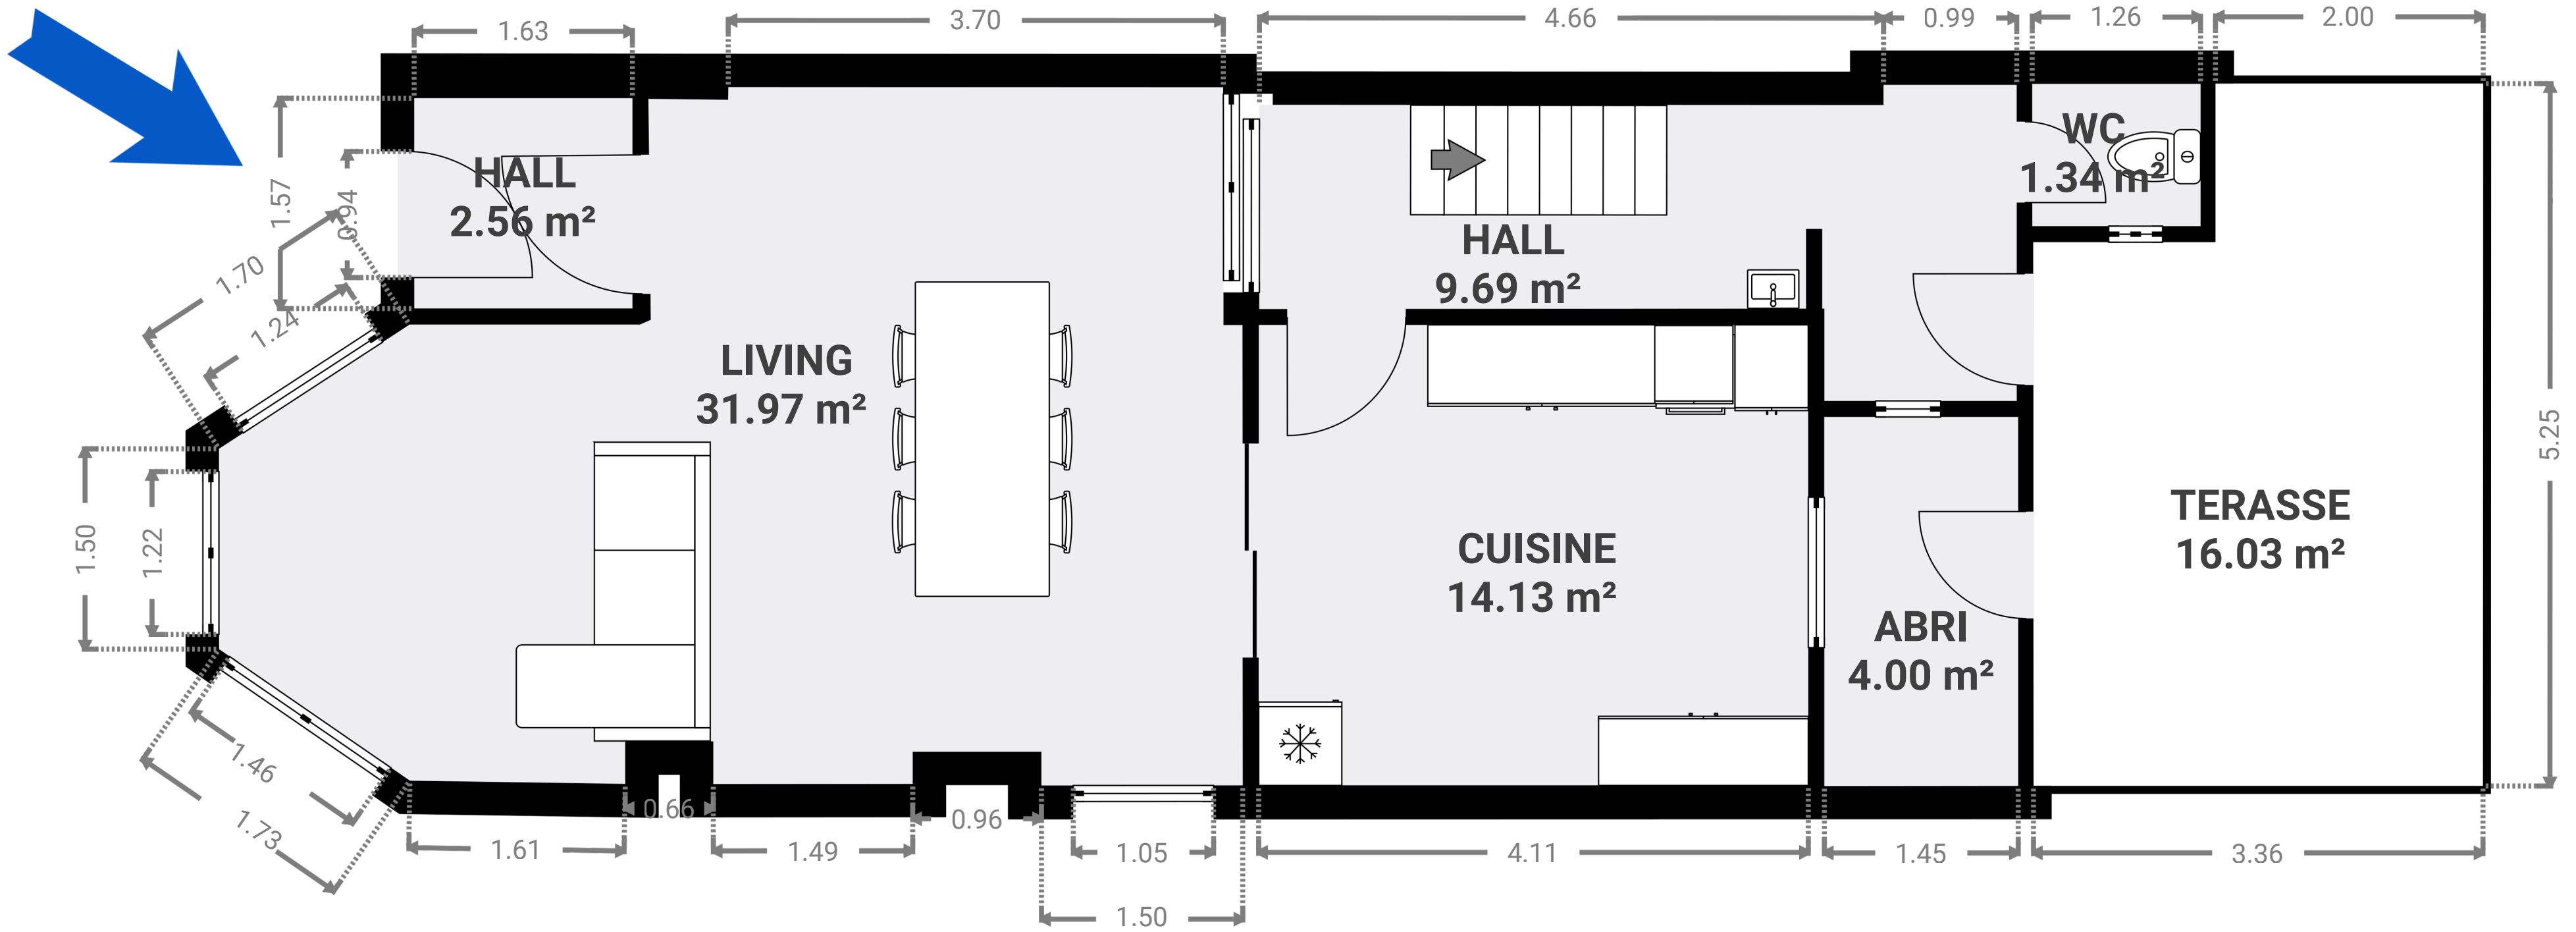 1.63
3.70
4.66
0.99
1.26
2.00
1.57
0.94
1.70
1.24
1.50
1.22
1.46
1.73
HALL
2.56 m²
LIVING
31.97 m²
HALL
9.69 m²
WC
1.34 m²
CUISINE
14.13 m²
ABRI
4.00 m²
TERASSE
16.03 m²
5.25
0.66
0.96
1.61
1.49
1.05
1.50
4.11
1.45
3.36